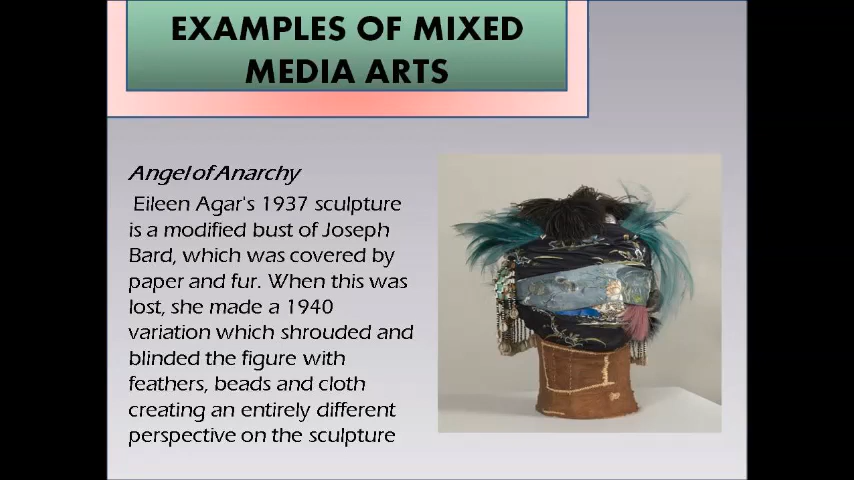 EXAMPLES OF MIXED
MEDIA ARTS
Angel of Anarchy
Eileen Agar's 1937 sculpture
is a modified bust of Joseph
Bard, which was covered by
paper and fur. When this was
lost, she made a 1940
variation which shrouded and
blinded the figure with
feathers, beads and cloth
creating an entirely different
perspective on the sculpture